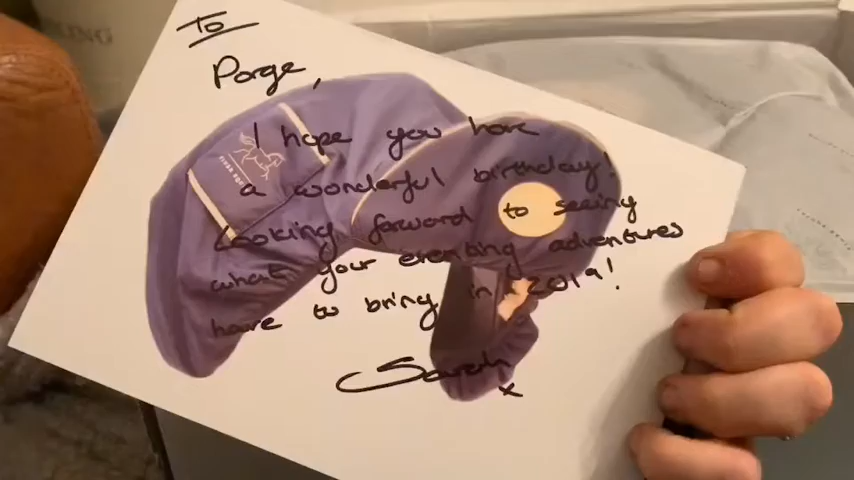 To
Porge,
I hope you have
a wonderful birthday!
Looking forward to seeing
what your eventing adventures
have to bring in 2019!
Sarah
x